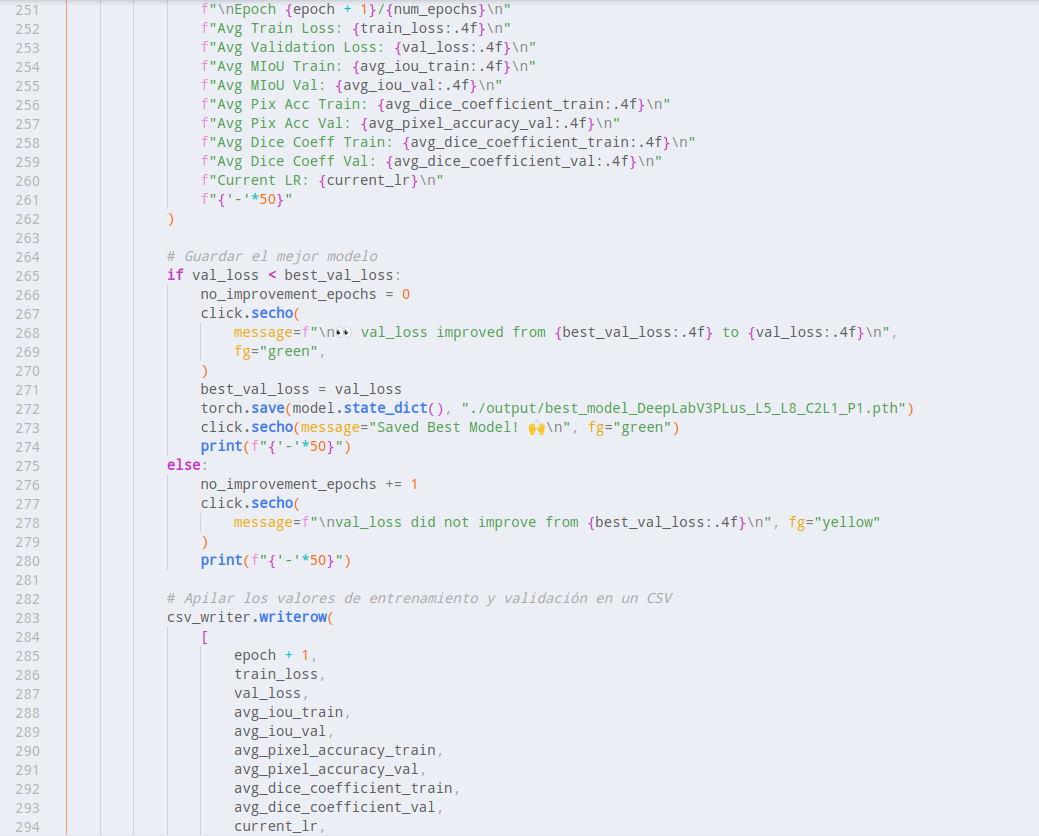 251 f"\nEpoch {epoch + 1}/{num_epochs}\n"
252 f"Avg Train Loss: {train_loss:.4f}\n"
253 f"Avg Validation Loss: {val_loss:.4f}\n"
254 f"Avg MIoU Train: {avg_iou_train:.4f}\n"
255 f"Avg MIoU Val: {avg_iou_val:.4f}\n"
256 f"Avg Pix Acc Train: {avg_dice_coefficient_train:.4f}\n"
257 f"Avg Pix Acc Val: {avg_pixel_accuracy_val:.4f}\n"
258 f"Avg Dice Coeff Train: {avg_dice_coefficient_train:.4f}\n"
259 f"Avg Dice Coeff Val: {avg_dice_coefficient_val:.4f}\n"
260 f"Current LR: {current_lr}\n"
261 f"{'-'*50}"
262 )
263
264 # Guardar el mejor modelo
265 if val_loss < best_val_loss:
266 no_improvement_epochs = 0
267 click.secho(
268 message=f"\n👀 val_loss improved from {best_val_loss:.4f} to {val_loss:.4f}\n",
269 fg="green",
270 )
271 best_val_loss = val_loss
272 torch.save(model.state_dict(), "./output/best_model_DeepLabV3PLus_L5_L8_C2L1_P1.pth")
273 click.secho(message="Saved Best Model! 🙌\n", fg="green")
274 print(f"{'-'*50}")
275 else:
276 no_improvement_epochs += 1
277 click.secho(
278 message=f"\nval_loss did not improve from {best_val_loss:.4f}\n", fg="yellow"
279 )
280 print(f"{'-'*50}")
281
282 # Apilar los valores de entrenamiento y validación en un CSV
283 csv_writer.writerow(
284 [
285 epoch + 1,
286 train_loss,
287 val_loss,
288 avg_iou_train,
289 avg_iou_val,
290 avg_pixel_accuracy_train,
291 avg_pixel_accuracy_val,
292 avg_dice_coefficient_train,
293 avg_dice_coefficient_val,
294 current_lr,